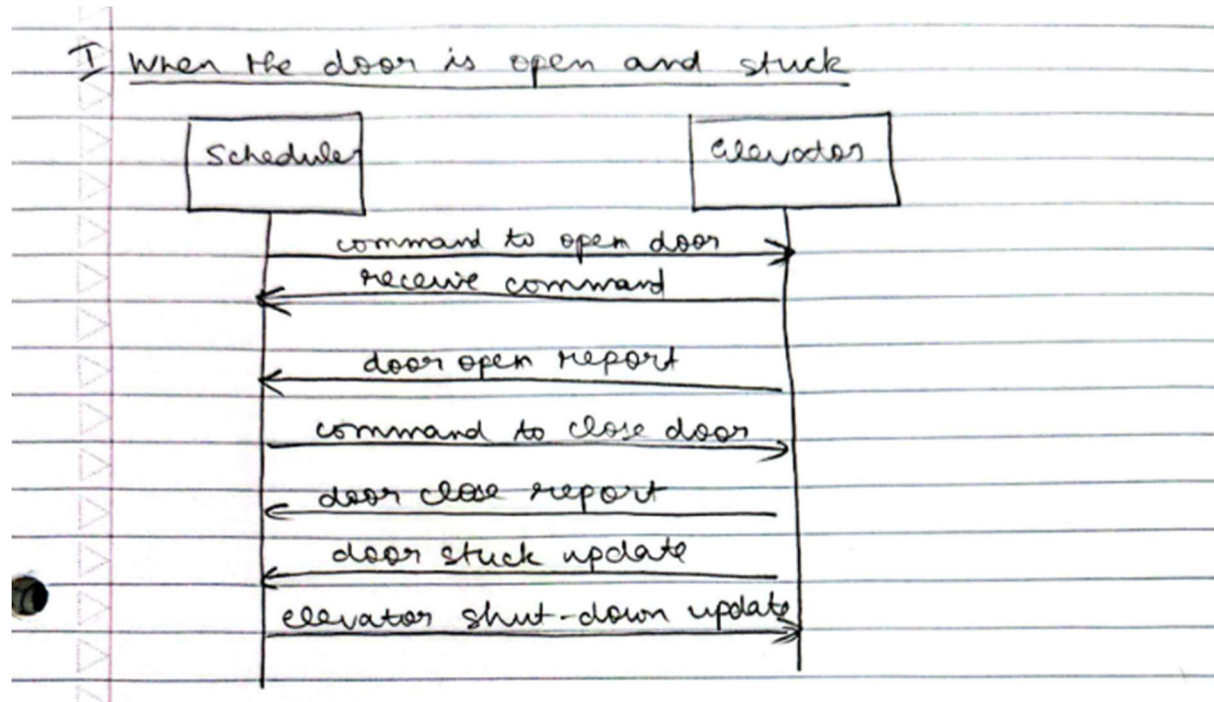 I When the door is open and stuck
Scheduler
Elevator
command to open door
receive command
door open report
command to close door
door close report
door stuck update
elevator shut-down update